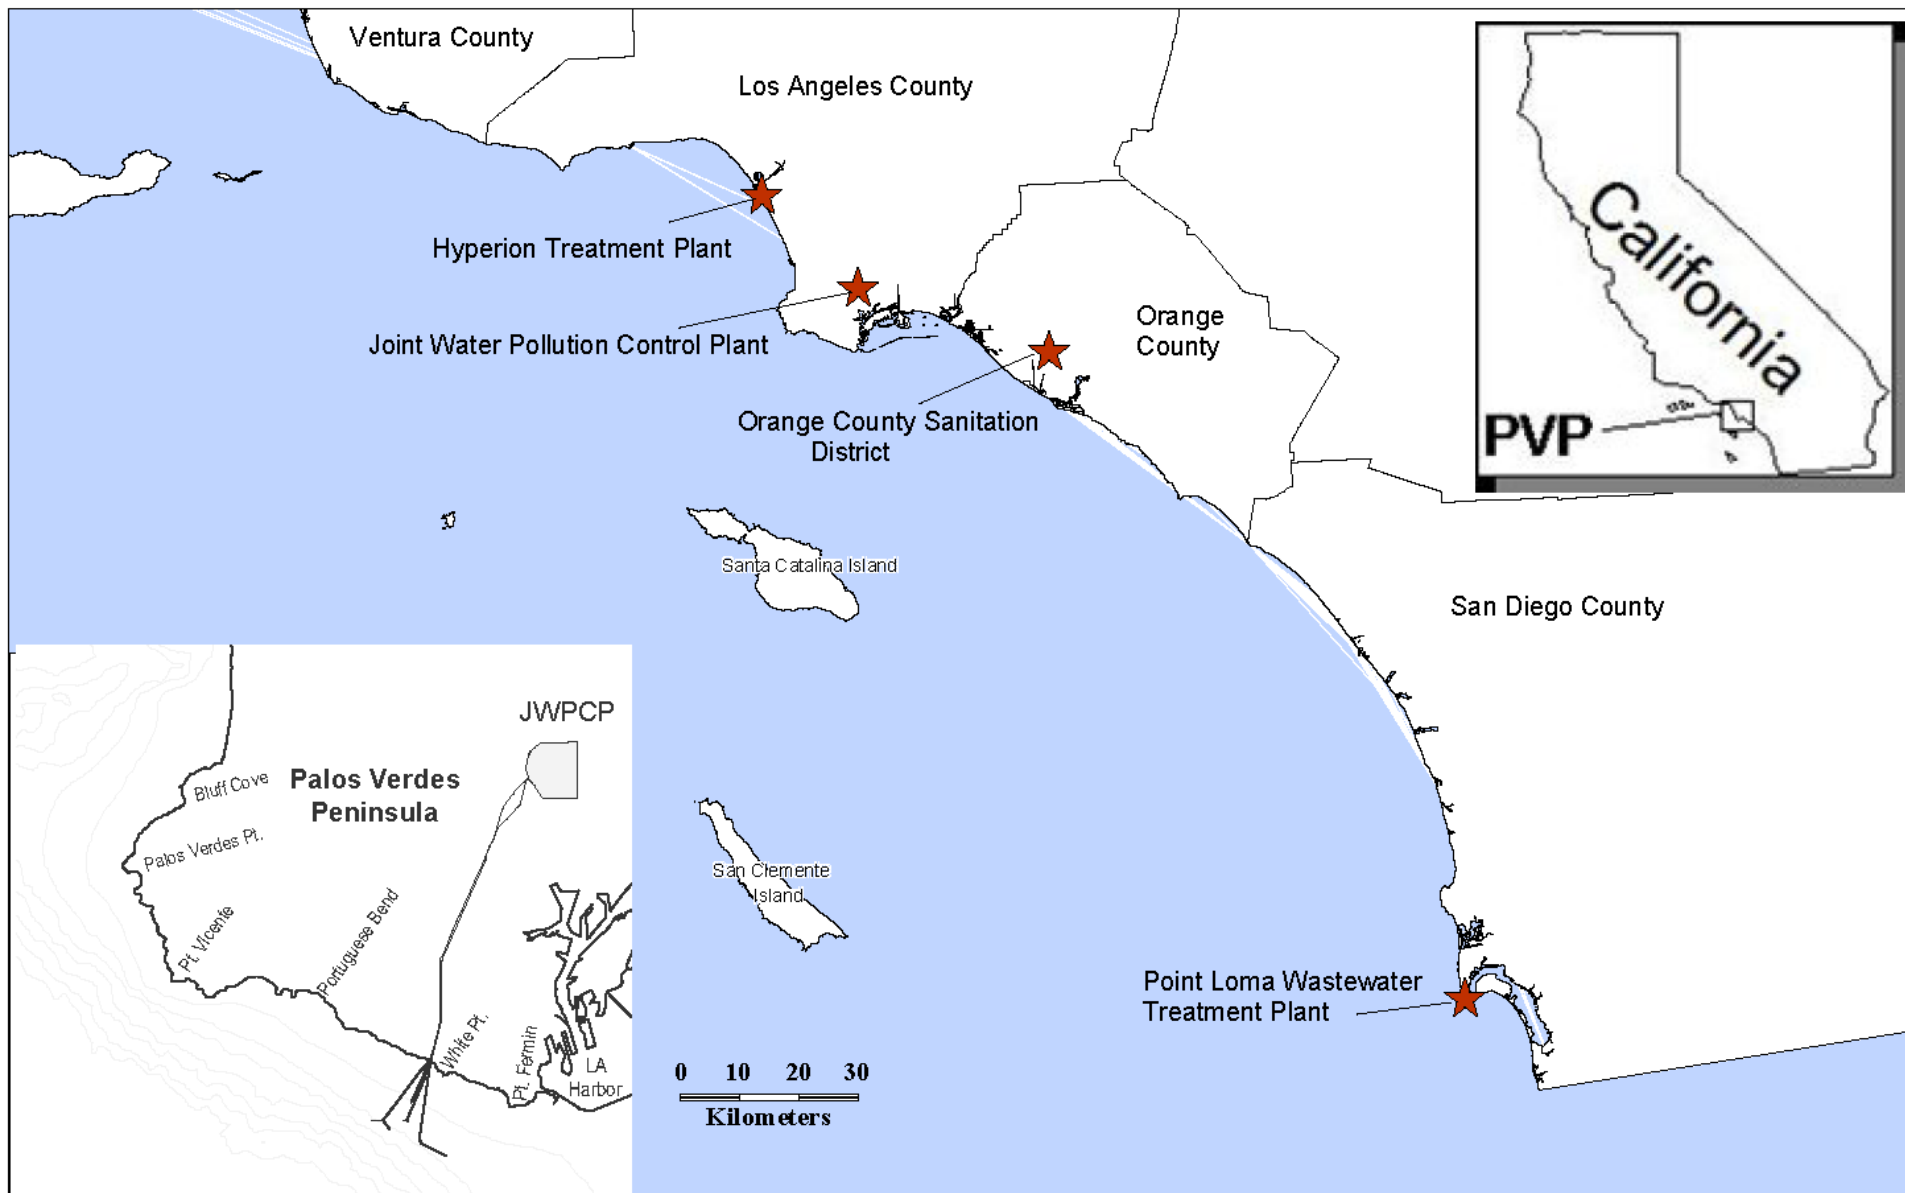 Ventura County
Los Angeles County
California
PVP
Hyperion Treatment Plant
Joint Water Pollution Control Plant
Orange
County
Orange County Sanitation
District
Santa Catalina Island
San Diego County
JWPCP
Palos Verdes
Peninsula
Bluff Cove
Palos Verdes Pt.
Pt. Vicente
Portuguese Bend
White Pt.
Pt. Fermin
LA
Harbor
San Clemente
Island
Point Loma Wastewater
Treatment Plant
0 10 20 30
Kilometers